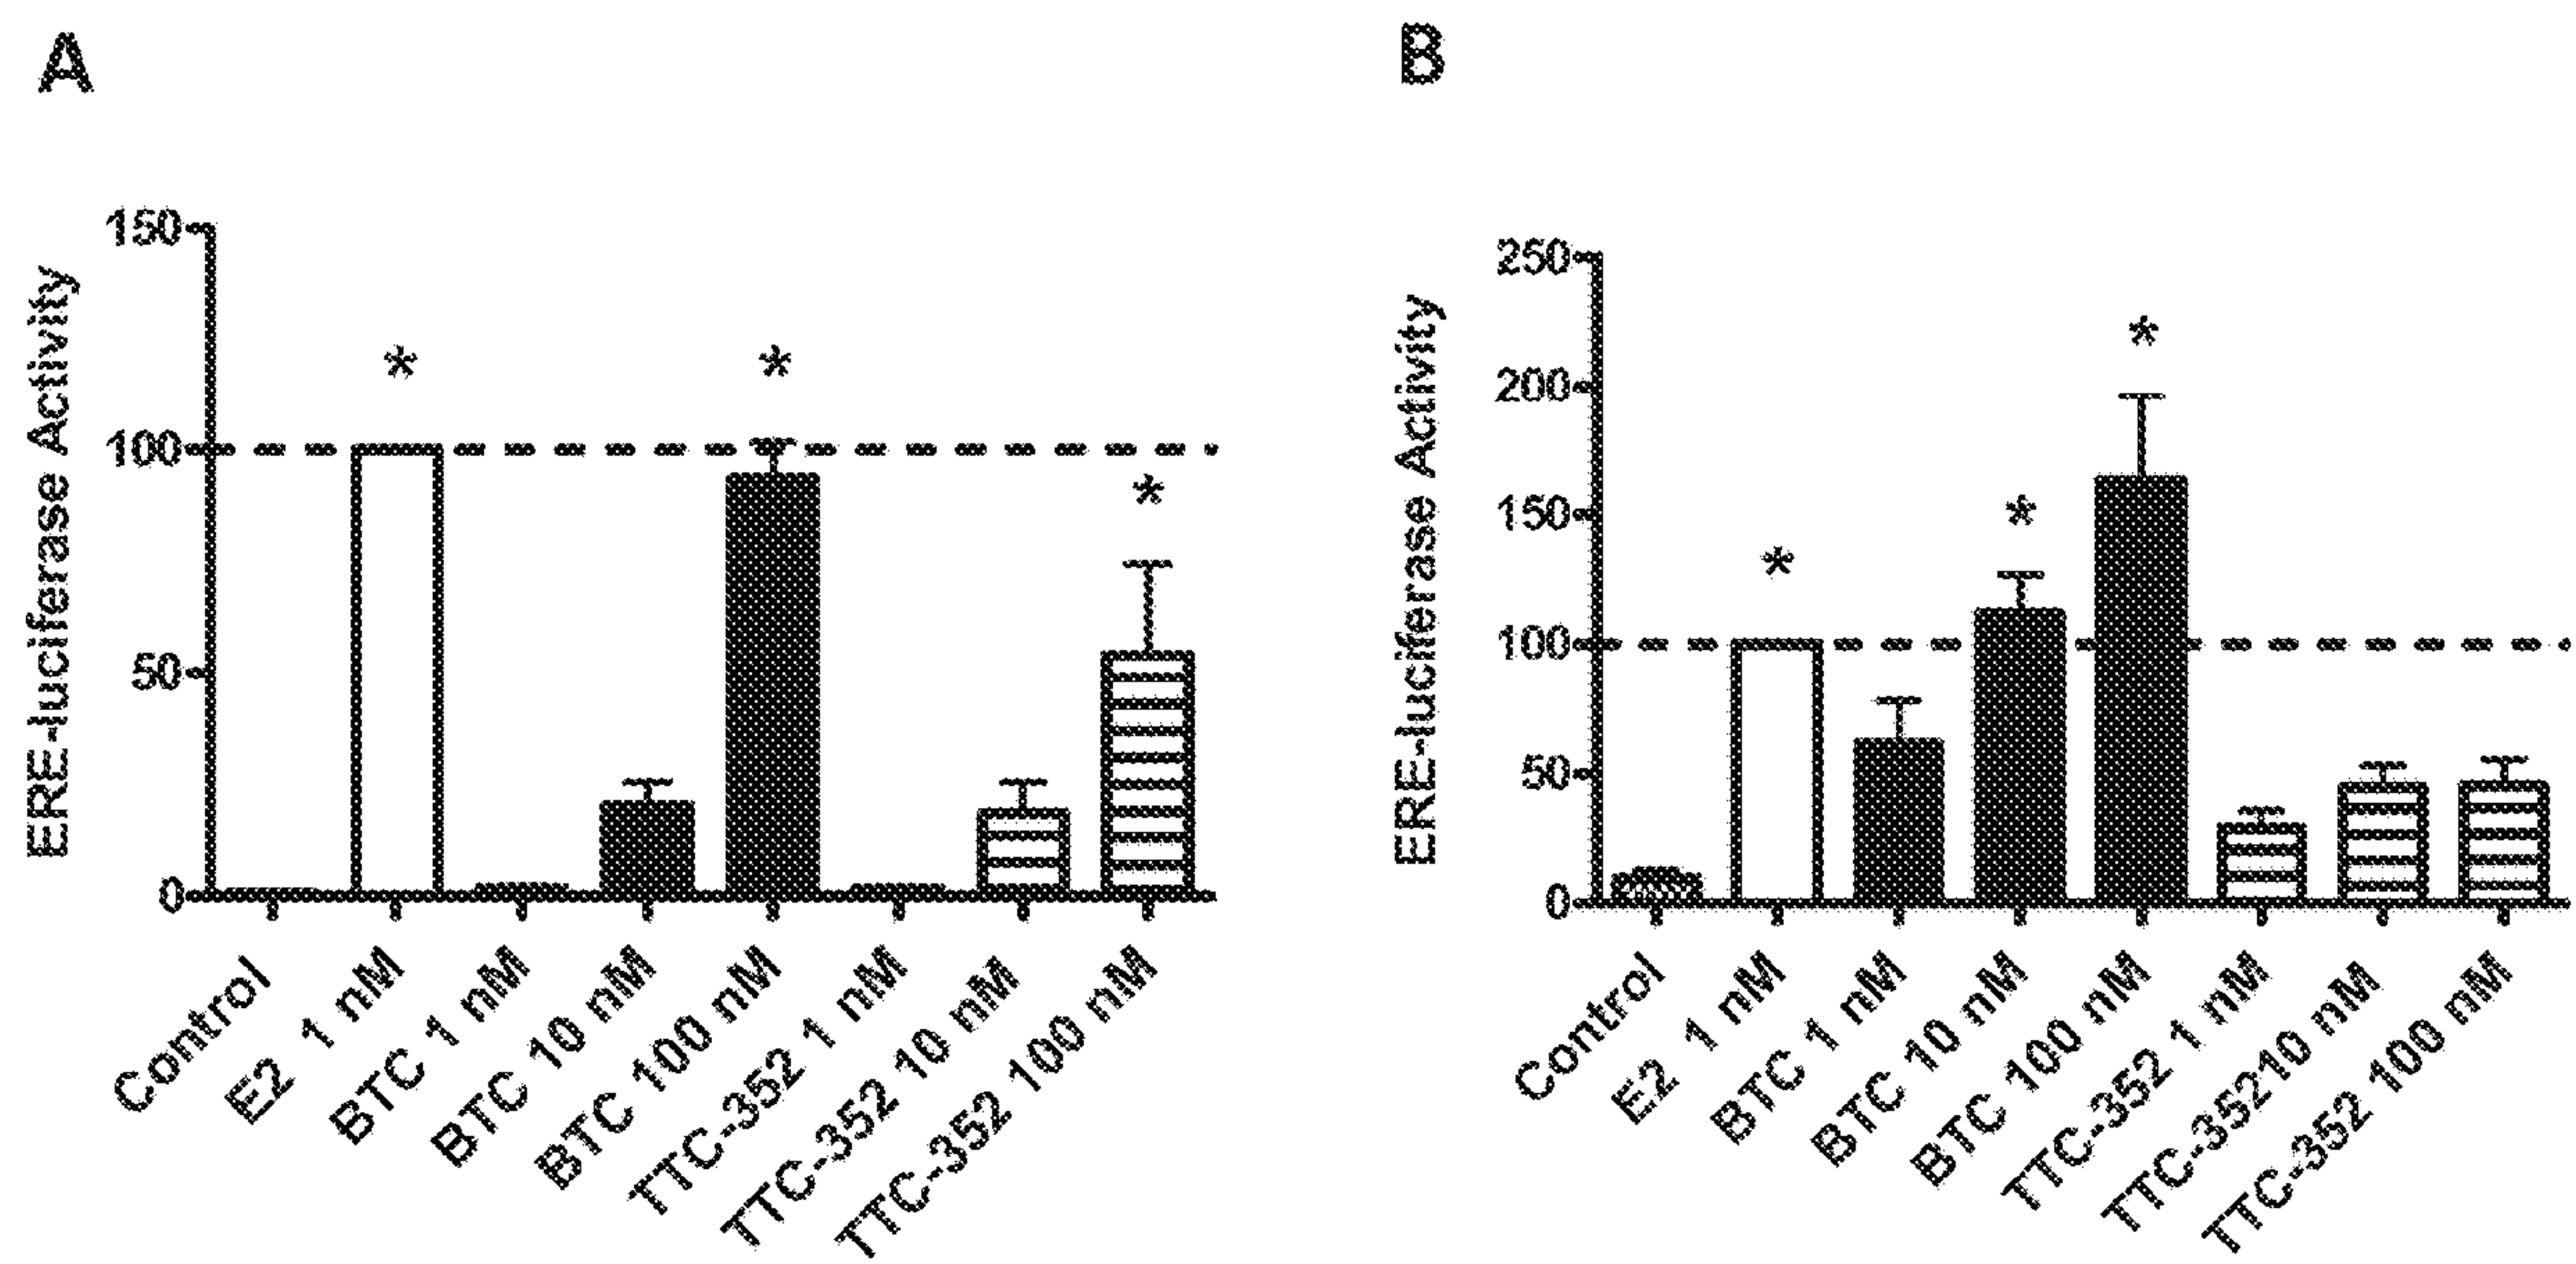 A
ERE-luciferase Activity
150
100
50
0
*
*
*
Control
E2 1 nM
BTC 1 nM
BTC 10 nM
BTC 100 nM
TTC-352 1 nM
TTC-352 10 nM
TTC-352 100 nM
B
ERE-luciferase Activity
250
200
150
100
50
0
*
*
*
Control
E2 1 nM
BTC 1 nM
BTC 10 nM
BTC 100 nM
TTC-352 1 nM
TTC-35210 nM
TTC-352 100 nM